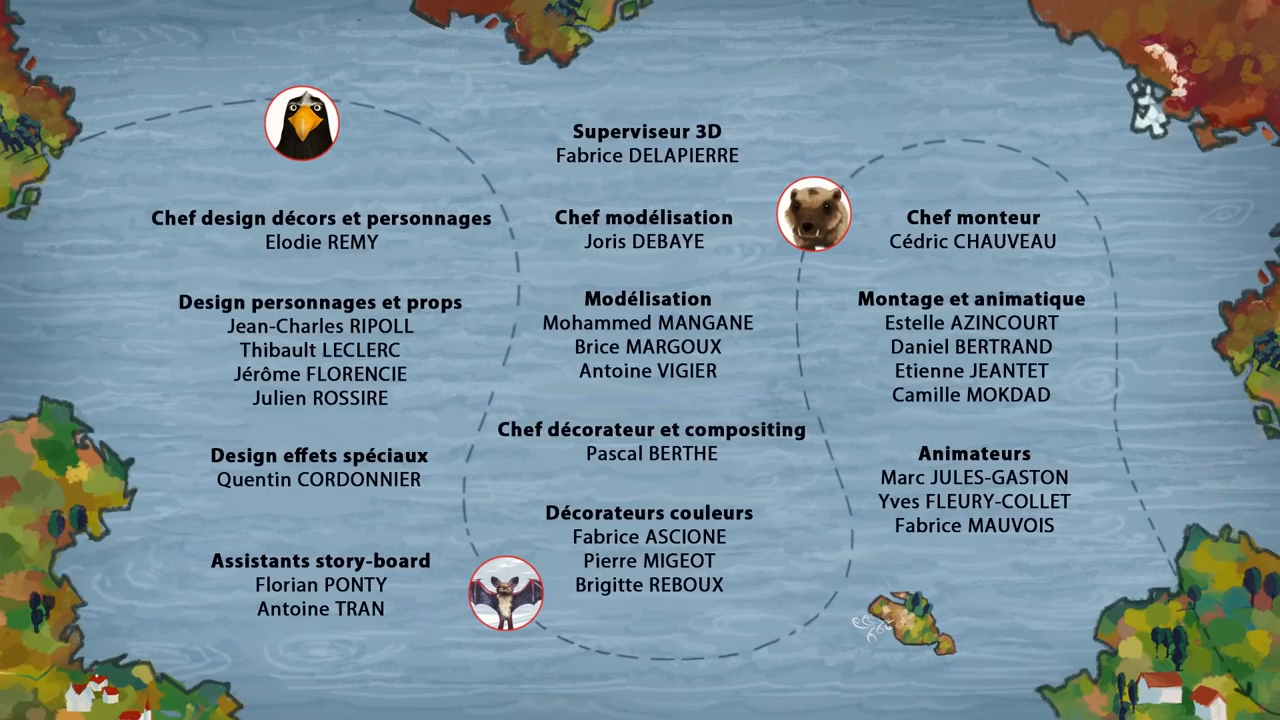 Superviseur 3D
Fabrice DELAPIERRE
Chef design décors et personnages
Elodie REMY
Design personnages et props
Jean-Charles RIPOLL
Thibault LECLERC
Jérôme FLORENCIE
Julien ROSSIRE
Design effets spéciaux
Quentin CORDONNIER
Assistants story-board
Florian PONTY
Antoine TRAN
Chef modélisation
Joris DEBAYE
Modélisation
Mohammed MANGANE
Brice MARGOUX
Antoine VIGIER
Chef décorateur et compositing
Pascal BERTHE
Décorateurs couleurs
Fabrice ASCIONE
Pierre MIGEOT
Brigitte REBOUX
Chef monteur
Cédric CHAUVEAU
Montage et animatique
Estelle AZINCOURT
Daniel BERTRAND
Etienne JEANTET
Camille MOKDAD
Animateurs
Marc JULES-GASTON
Yves FLEURY-COLLET
Fabrice MAUVOIS